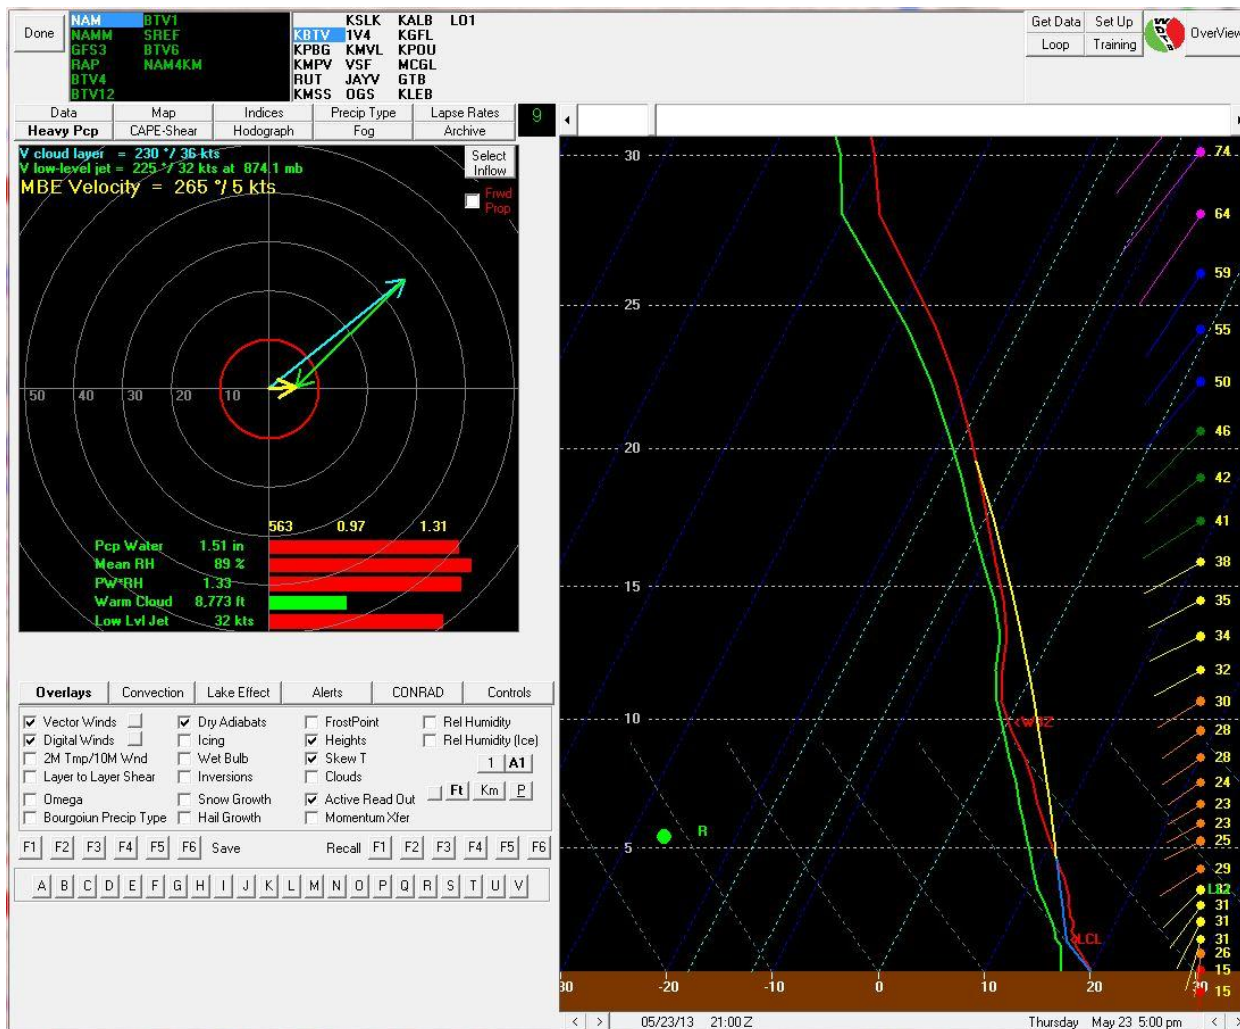 Done
NAM BTV1
NAMM SREF
GFS3 BTV6
RAP NAM4KM
BTV4
BTV12
KSLK KALB L01
KBTV 1V4 KGFL
KPBG KMVL KPOU
KMPV VSF MCGL
RUT JAYV GTB
KMSS OGS KLEB
Get Data Set Up
Loop Training
OverView
Data Map Indices Precip Type Lapse Rates
Heavy Pcp CAPE-Shear Hodograph Fog Archive
9
V cloud layer = 230 °/ 36 kts
V low-level jet = 225 °/ 32 kts at 874.1 mb
MBE Velocity = 265 °/ 5 kts
Select
Inflow
Frwd
Prop
50 40 30 20 10
563 0.97 1.31
Pcp Water 1.51 in
Mean RH 89 %
PW*RH 1.33
Warm Cloud 8,773 ft
Low Lvl Jet 32 kts
Overlays Convection Lake Effect Alerts CONRAD Controls
Vector Winds Dry Adiabats FrostPoint Rel Humidity
Digital Winds Icing Heights Rel Humidity (Ice)
2M Tmp/10M Wnd Wet Bulb Skew T 1 A1
Layer to Layer Shear Inversions Clouds
Omega Snow Growth Active Read Out Ft Km P
Bourgoiun Precip Type Hail Growth Momentum Xfer
F1 F2 F3 F4 F5 F6 Save Recall F1 F2 F3 F4 F5 F6
A B C D E F G H I J K L M N O P Q R S T U V
30
25
20
15
10
5
R
LCL
74
64
59
55
50
46
42
41
38
35
34
32
30
28
28
24
23
23
25
29
31
31
31
26
15
15
30 -20 -10 0 10 20 30
05/23/13 21:00 Z Thursday May 23 5:00 pm